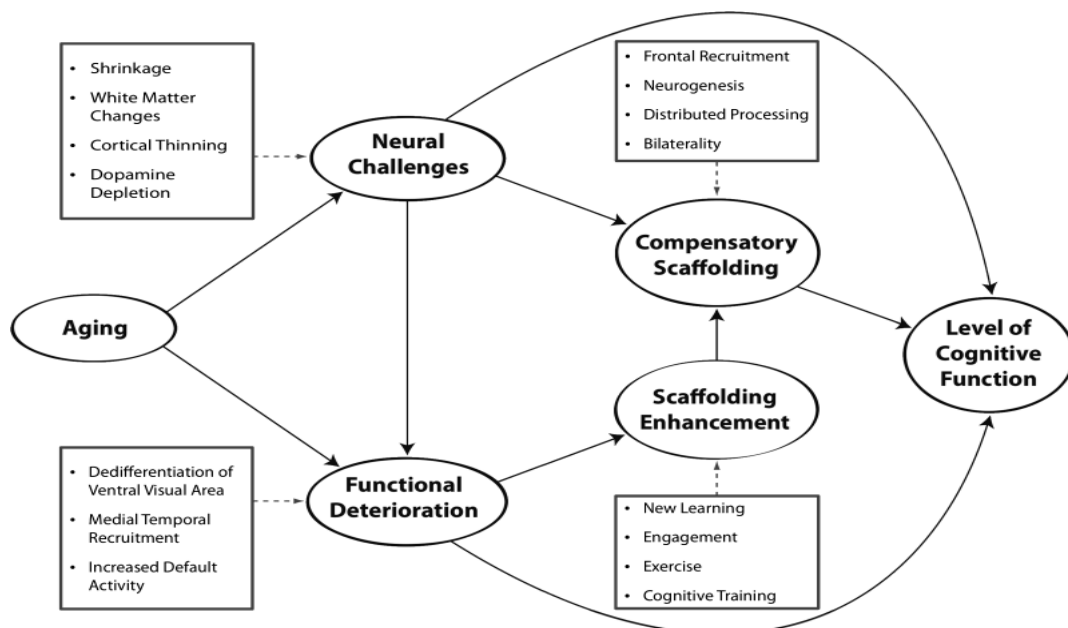 • Shrinkage
• White Matter
Changes
• Cortical Thinning
• Dopamine
Depletion
Neural
Challenges
• Frontal Recruitment
• Neurogenesis
• Distributed Processing
• Bilaterality
Compensatory
Scaffolding
Aging
Level of
Cognitive
Function
Scaffolding
Enhancement
• Dedifferentiation of
Ventral Visual Area
• Medial Temporal
Recruitment
• Increased Default
Activity
Functional
Deterioration
• New Learning
• Engagement
• Exercise
• Cognitive Training